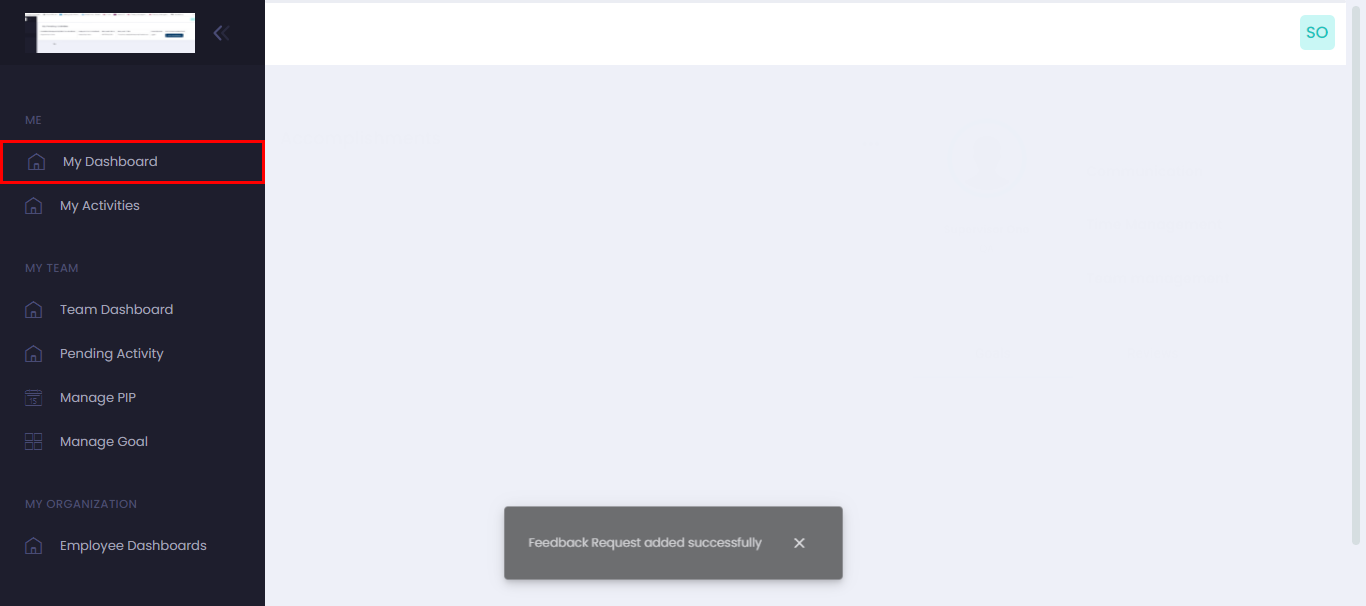 SO
ME
My Dashboard
My Activities
MY TEAM
Team Dashboard
Pending Activity
Manage PIP
Manage Goal
MY ORGANIZATION
Employee Dashboards
Feedback Request added successfully